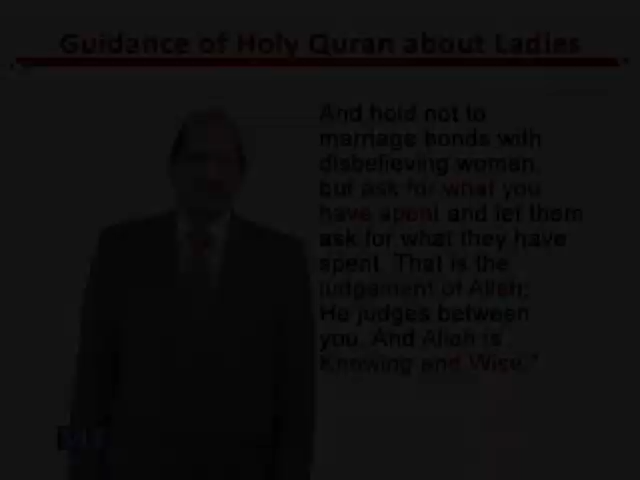 Guidance of Holy Quran about Ladies
And hold not to
marriage bonds with
disbelieving woman,
but ask for what you
have spent and let them
ask for what they have
spent. That is the
judgement of Allah;
He judges between
you. And Allah is
Knowing and Wise."